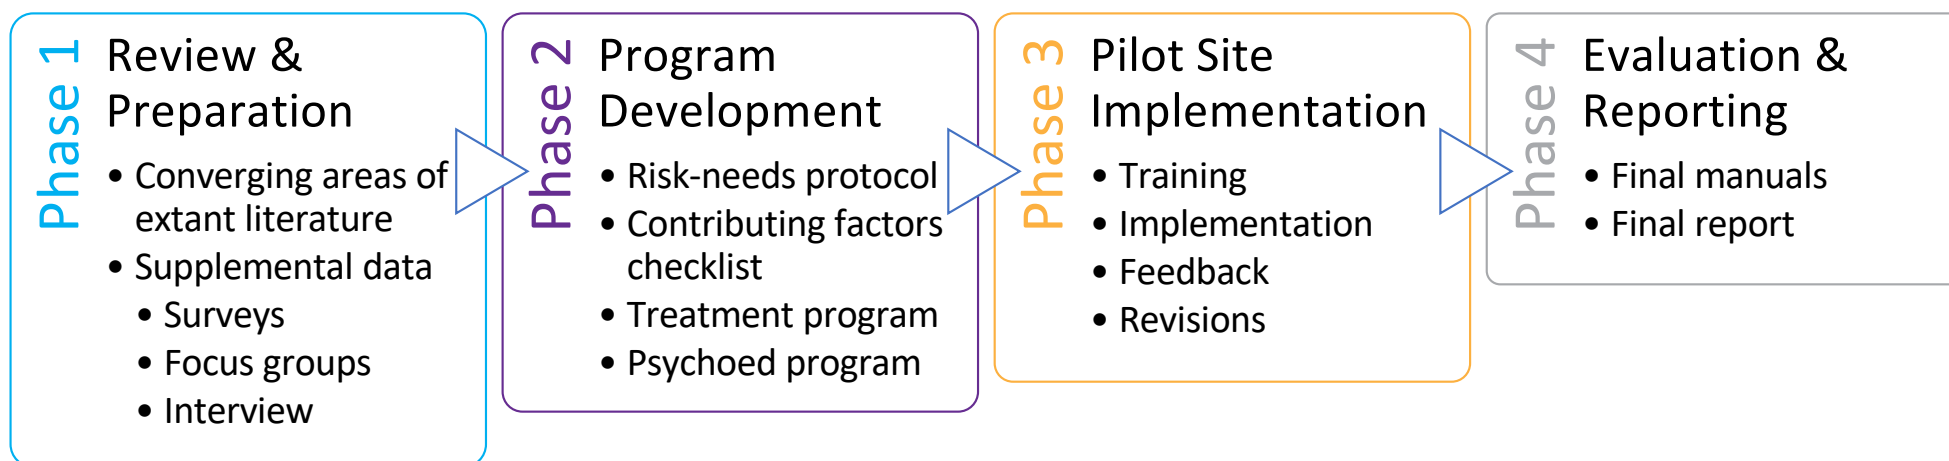 Phase 1
Review &
Preparation
• Converging areas of
extant literature
• Supplemental data
• Surveys
• Focus groups
• Interview
Phase 2
Program
Development
• Risk-needs protocol
• Contributing factors
checklist
• Treatment program
• Psychoed program
Phase 3
Pilot Site
Implementation
• Training
• Implementation
• Feedback
• Revisions
Phase 4
Evaluation &
Reporting
• Final manuals
• Final report